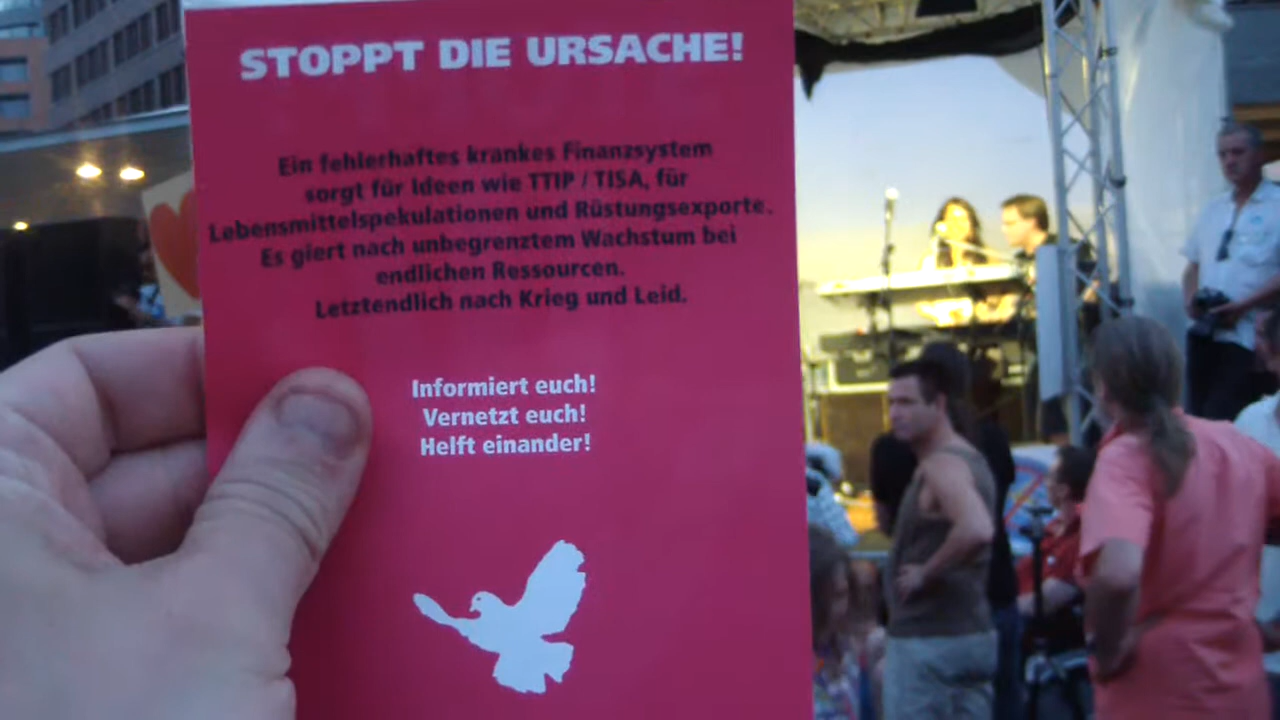 STOPPT DIE URSACHE!
Ein fehlerhaftes krankes Finanzsystem
sorgt für Ideen wie TTIP / TISA, für
Lebensmittelspekulationen und Rüstungsexporte.
Es giert nach unbegrenztem Wachstum bei
endlichen Ressourcen.
Letztendlich nach Krieg und Leid.
Informiert euch!
Vernetzt euch!
Helft einander!